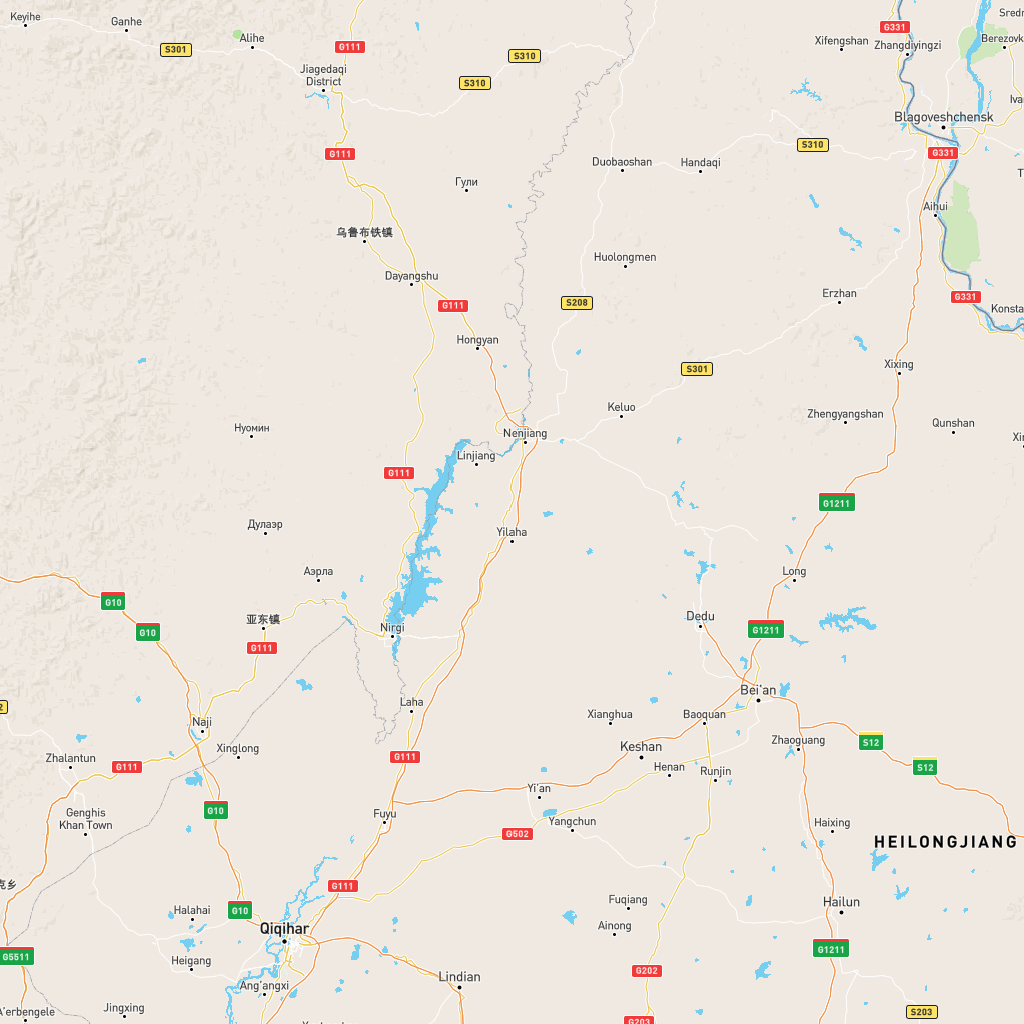 Keyihe
Ganhe
Alihe
S301
G111
S310
S310
G331
Xifengshan
Zhangdiyingzi
Berezovk
Jiagedaqi
District
Blagoveshchensk
G331
S310
G111
Duobaoshan
Handaqi
Гули
Aihui
乌鲁布铁镇
Huolongmen
Dayangshu
G111
S208
Erzhan
G331
Konsta
Hongyan
S301
Xixing
Keluo
Zhengyangshan
Qunshan
Нуомин
Nenjiang
Linjiang
G111
G1211
Дулаэр
Yilaha
Аэрла
Long
G10
G10
亚东镇
Nirgi
Dedu
G1211
G111
Laha
Bei'an
Xianghua
Baoquan
Naji
Xinglong
Zhalantun
G111
G111
Keshan
Henan
Runjin
Zhaoguang
S12
S12
Yi'an
G10
Genghis
Khan Town
Fuyu
Yangchun
G502
Haixing
HEILONGJIANG
克乡
G111
Halahai
G10
Qiqihar
Fuqiang
Ainong
Hailun
G1211
G5511
Heigang
Ang'angxi
Lindian
G202
A'erbengele
Jingxing
S203
G203